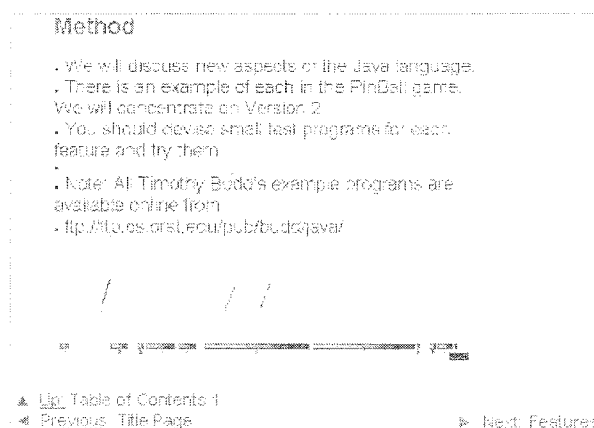 Method
. We will discuss new aspects of the Java language.
. There is an example of each in the PinBall game.
We will concentrate on Version 2
. You should devise small test programs for each
feature and try them
.
. Note: All Timothy Budd's example programs are
available online from
. ftp://ftp.cs.orst.edu/pub/budd/java/
Up: Table of Contents 1
Previous: Title Page
Next: Features